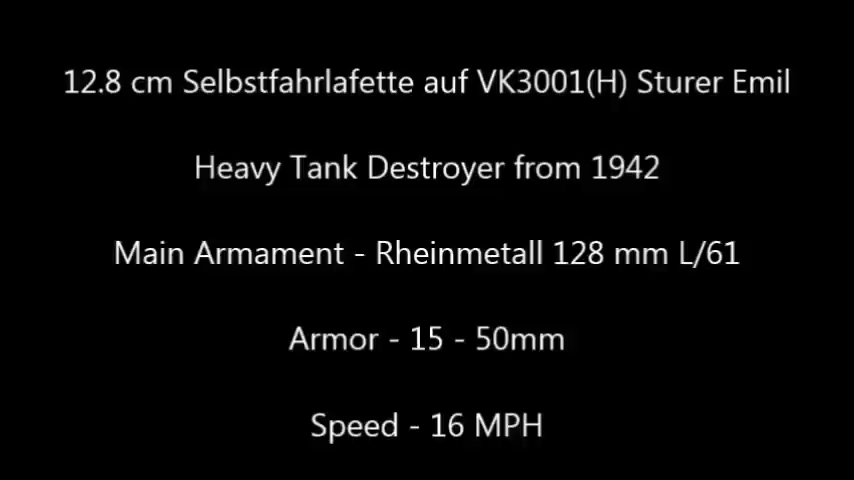 12.8 cm Selbstfahrlafette auf VK3001(H) Sturer Emil
Heavy Tank Destroyer from 1942
Main Armament - Rheinmetall 128 mm L/61
Armor - 15 - 50mm
Speed - 16 MPH